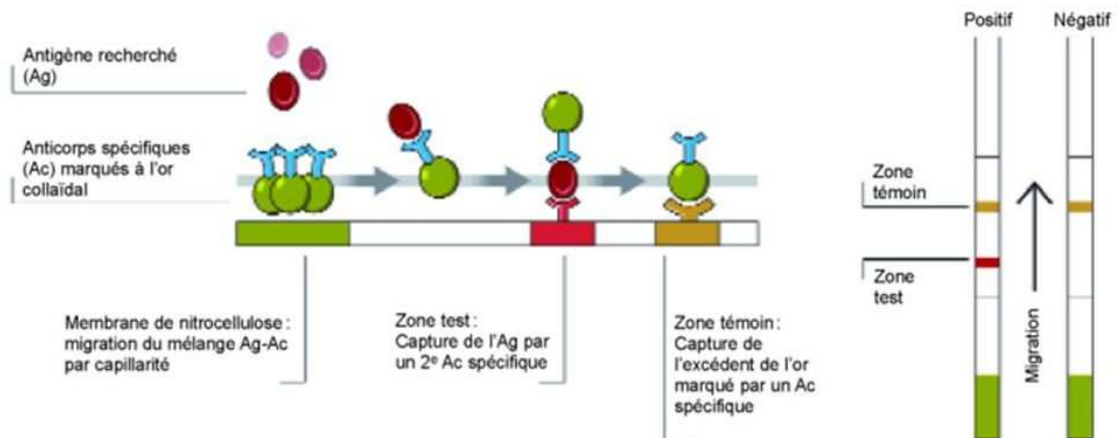 Antigène recherché
(Ag)
Anticorps spécifiques
(Ac) marqués à l'or
collaïdal
Membrane de nitrocellulose :
migration du mélange Ag-Ac
par capillarité
Zone test :
Capture de l'Ag par
un 2e Ac spécifique
Zone témoin :
Capture de
l'excédent de l'or
marqué par un Ac
spécifique
Positif
Négatif
Zone
témoin
Zone
test
Migration